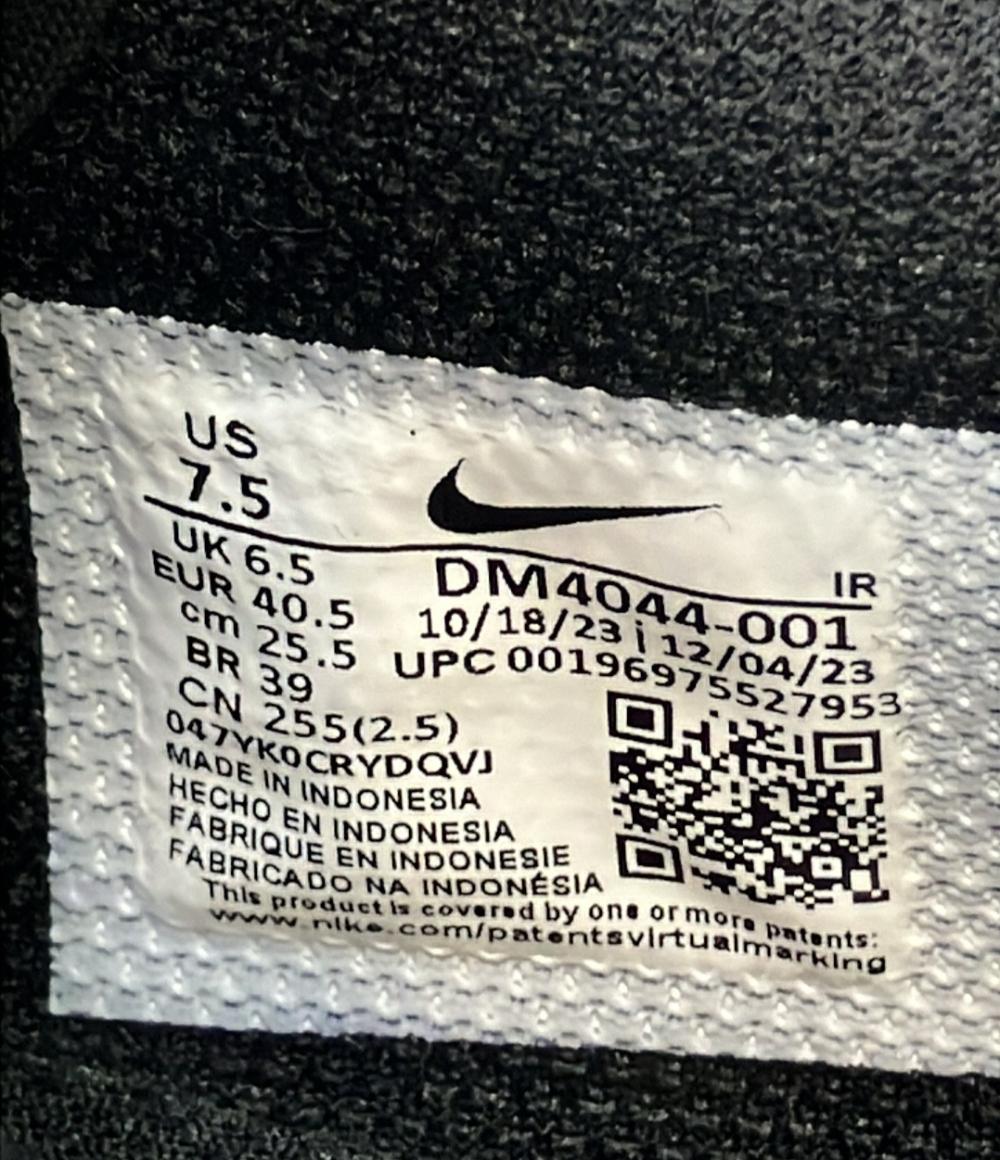 US
7.5
UK 6.5
EUR 40.5
cm 25.5
BR 39
CN 255(2.5)
IR
DM4044-001
10/18/23 i 12/04/23
UPC 00196975527953
047YK0CRYDQVJ
MADE IN INDONESIA
HECHO EN INDONESIA
FABRIQUE EN INDONESIE
FABRICADO NA INDONÉSIA
This product is covered by one or more patents:
www.nike.com/patentsvirtualmarking